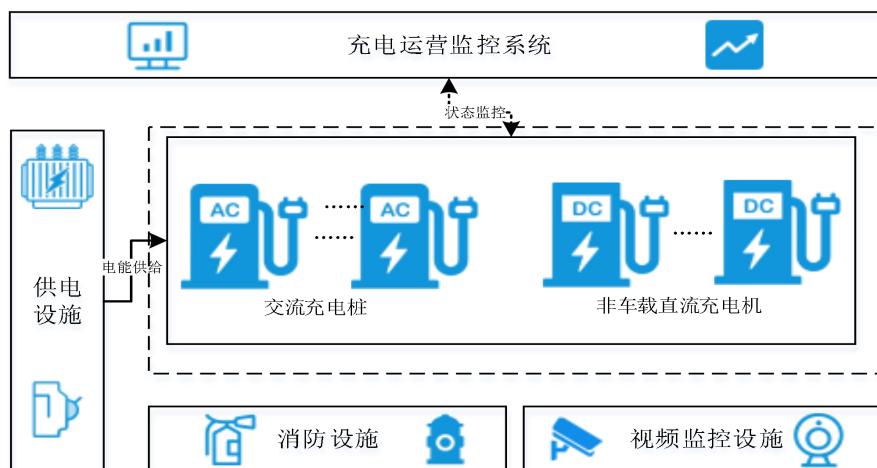 充电运营监控系统
状态监控
AC
AC
DC
DC
……
……
……
电能供给
供电
设施
交流充电桩
非车载直流充电机
消防设施
视频监控设施